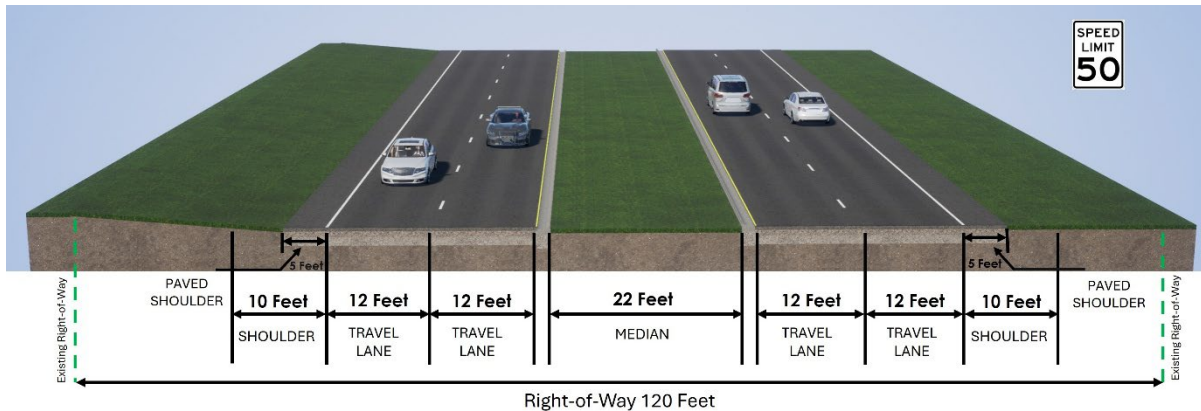 SPEED
LIMIT
50
5 Feet
5 Feet
PAVED
SHOULDER
PAVED
SHOULDER
10 Feet
12 Feet
12 Feet
22 Feet
12 Feet
12 Feet
10 Feet
SHOULDER
TRAVEL
LANE
TRAVEL
LANE
MEDIAN
TRAVEL
LANE
TRAVEL
LANE
SHOULDER
Existing Right-of-Way
Existing Right-of-Way
Right-of-Way 120 Feet